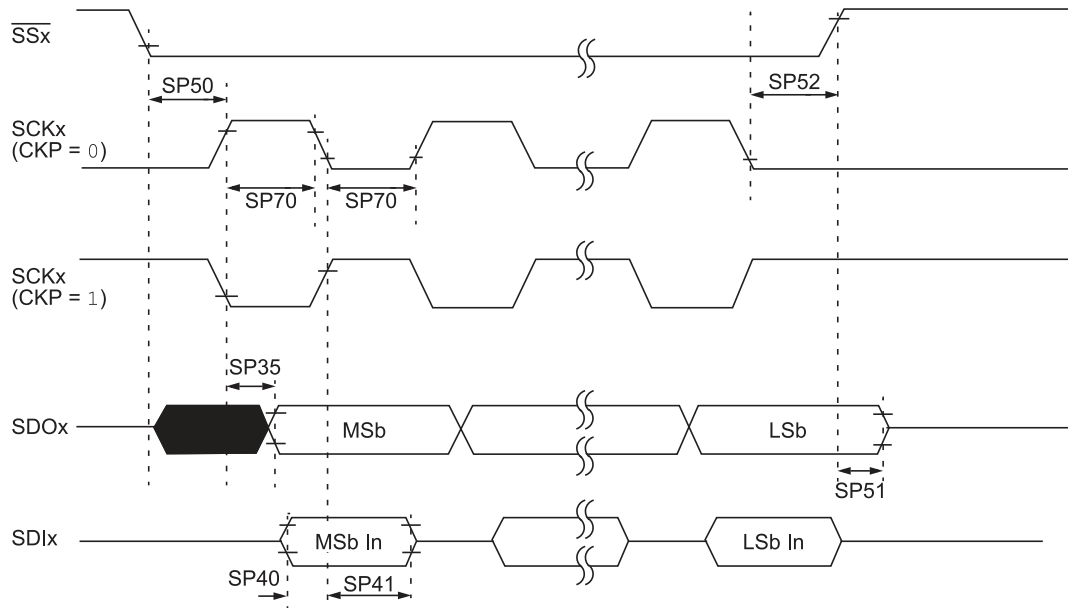 SSx
SP50
SP52
SCKx
(CKP = 0)
SP70
SP70
SCKx
(CKP = 1)
SP35
SDOx
MSb
LSb
SP51
SDIx
MSb In
LSb In
SP40
SP41